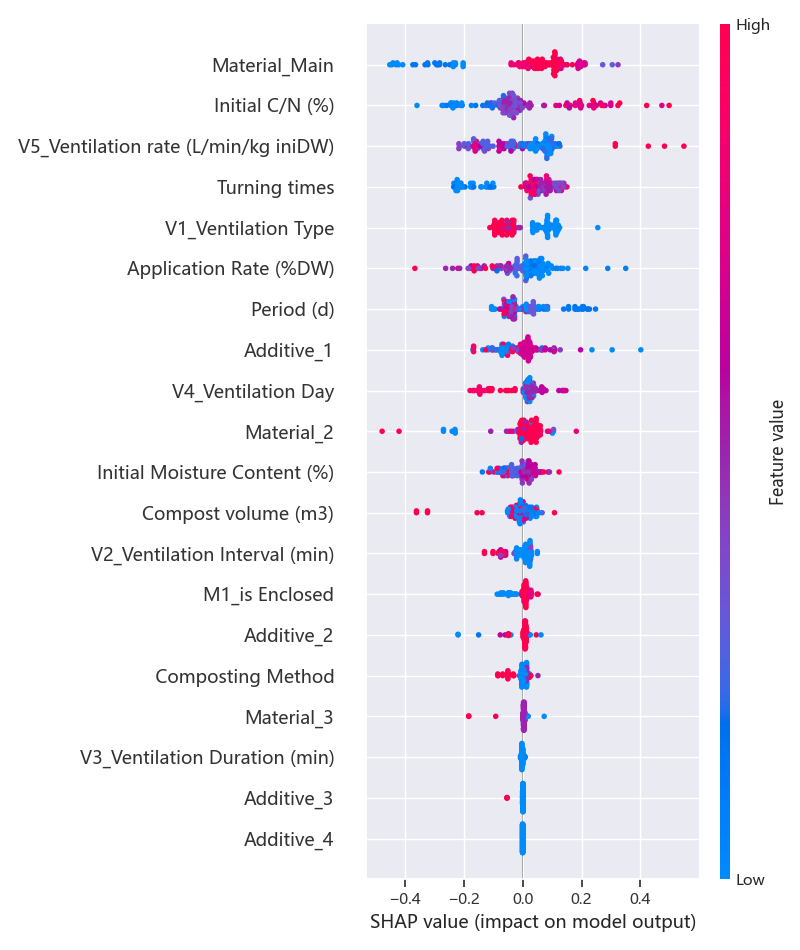 High
Material_Main
Initial C/N (%)
V5_Ventilation rate (L/min/kg iniDW)
Turning times
V1_Ventilation Type
Application Rate (%DW)
Period (d)
Additive_1
V4_Ventilation Day
Material_2
Initial Moisture Content (%)
Compost volume (m3)
V2_Ventilation Interval (min)
M1_is Enclosed
Additive_2
Composting Method
Material_3
V3_Ventilation Duration (min)
Additive_3
Additive_4
Feature value
Low
−0.4 −0.2 0.0 0.2 0.4
SHAP value (impact on model output)